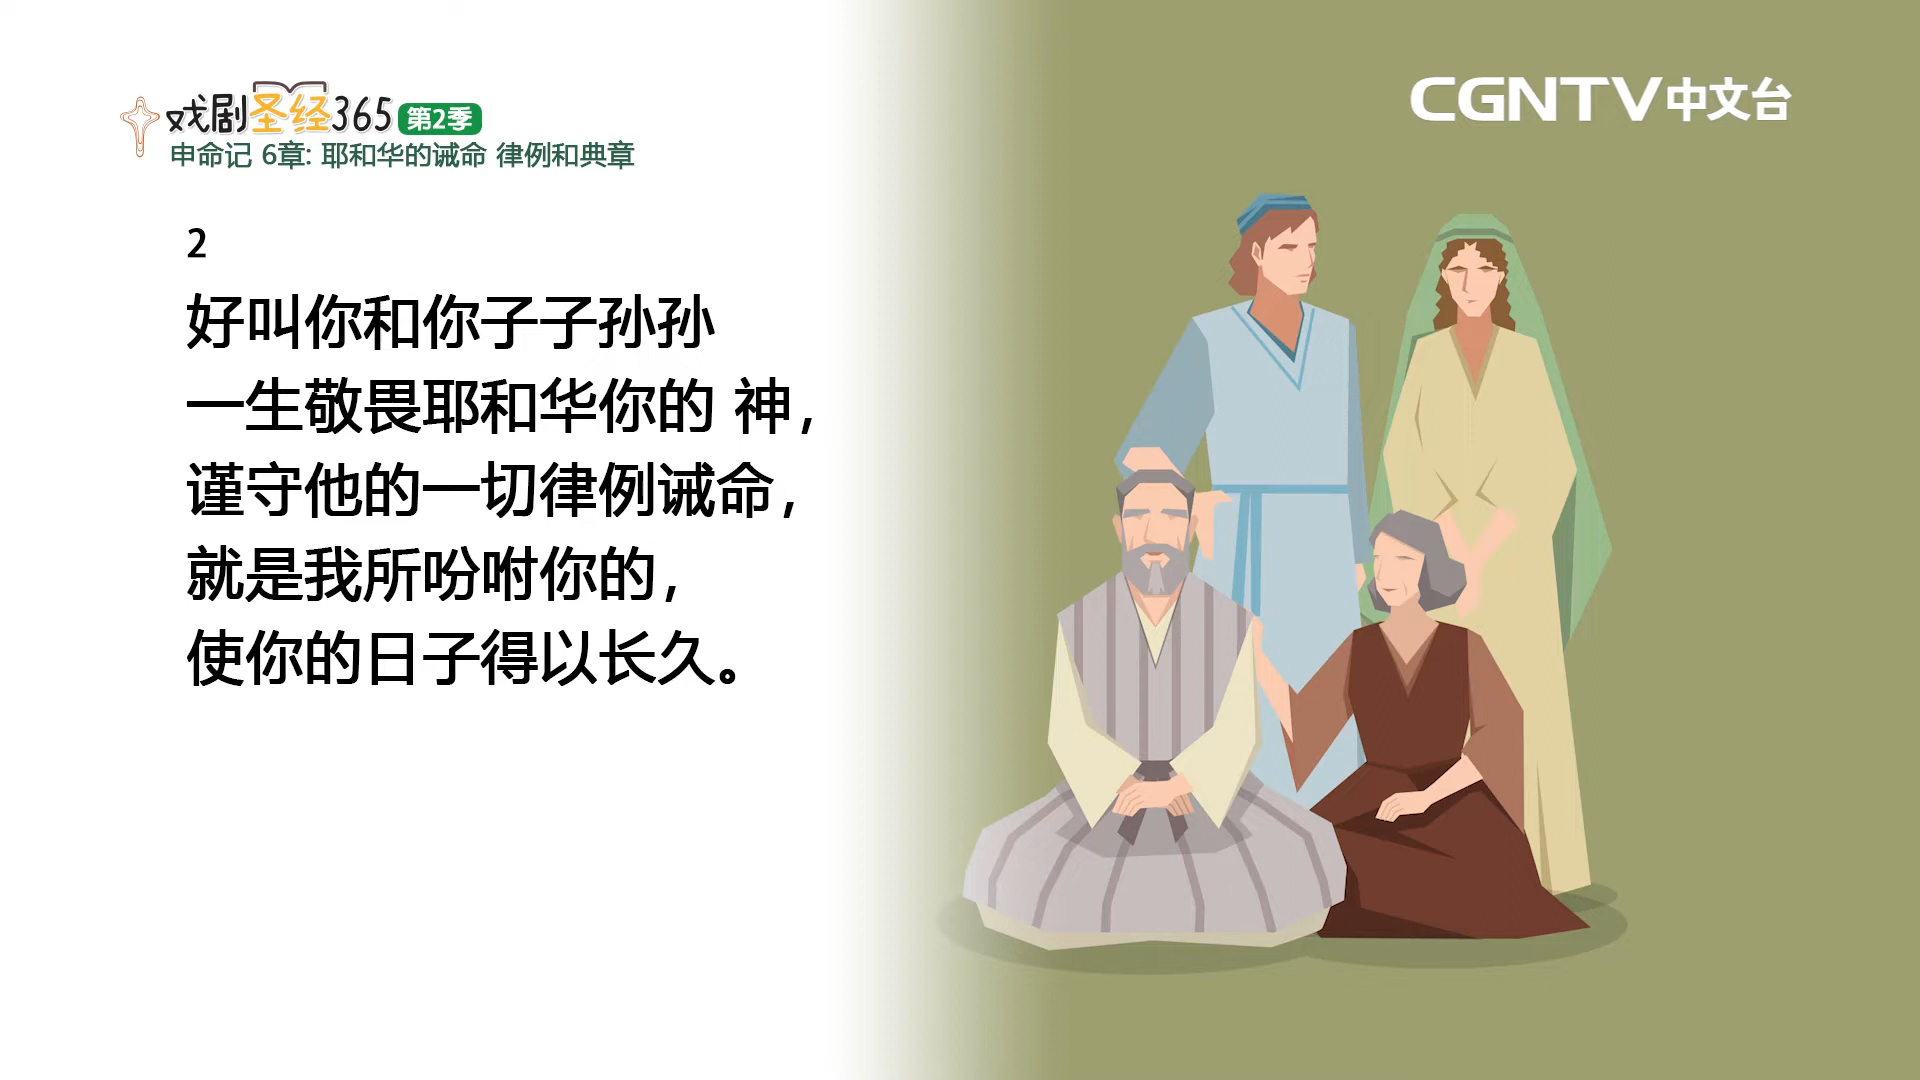 戏剧圣经365 第2季
申命记 6章: 耶和华的诫命 律例和典章
CGNTV中文台
2
好叫你和你子子孙孙
一生敬畏耶和华你的 神，
谨守他的一切律例诫命，
就是我所吩咐你的，
使你的日子得以长久。